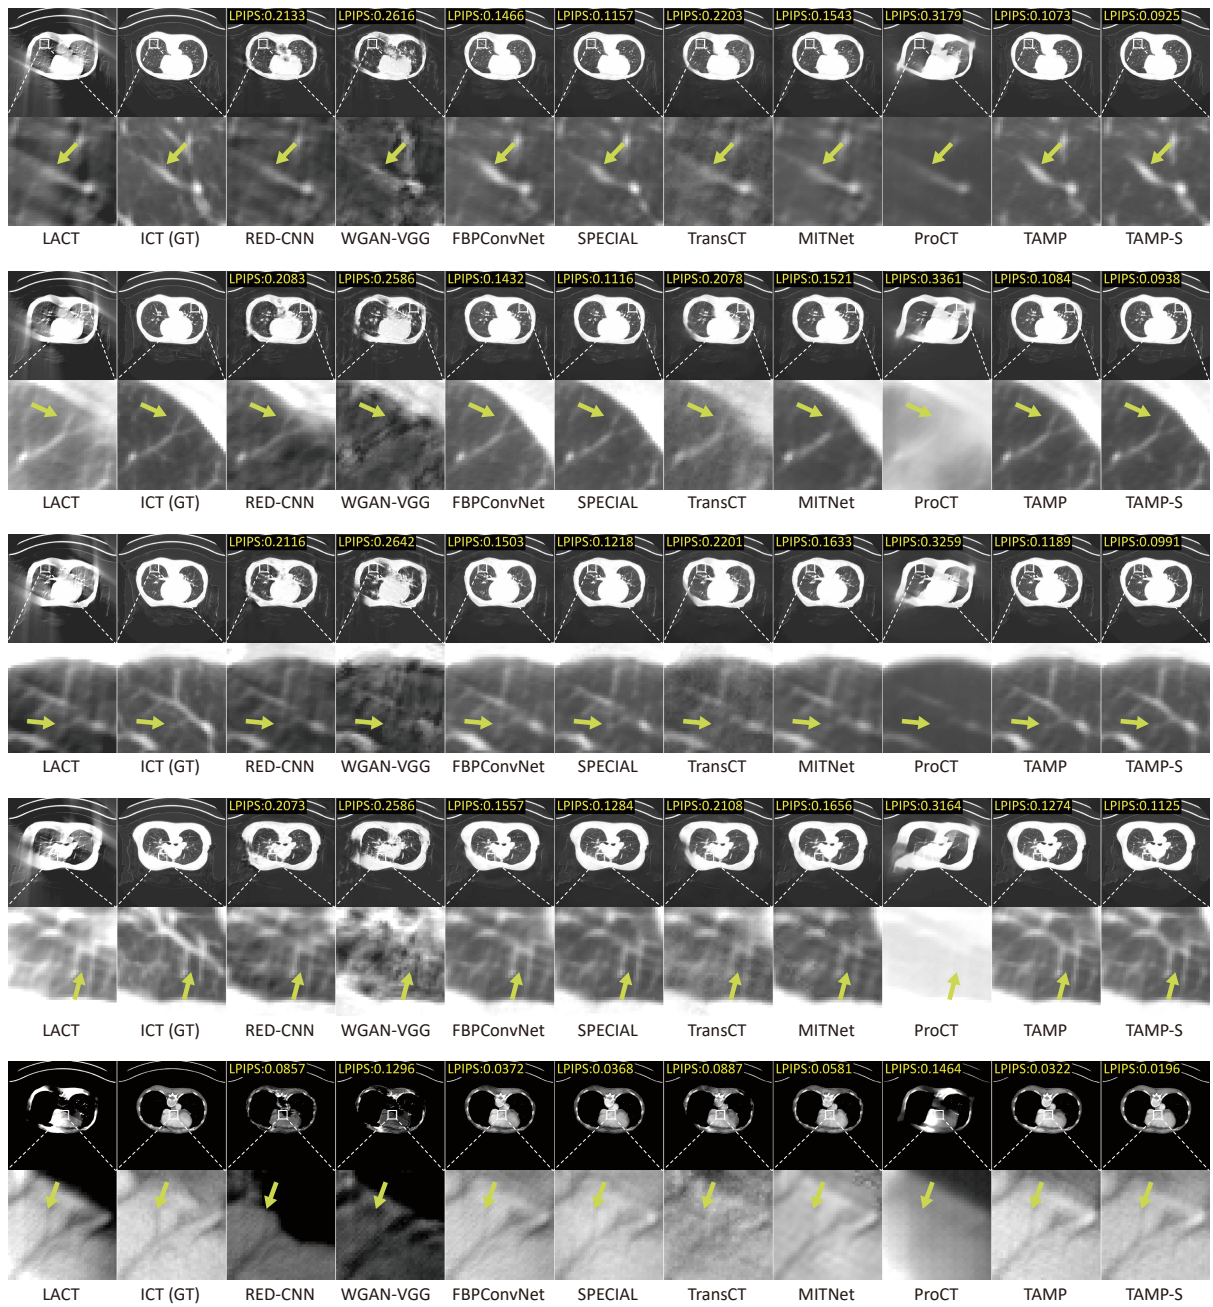 LPIPS:0.2133 LPIPS:0.2616 LPIPS:0.1466 LPIPS:0.1157 LPIPS:0.2203 LPIPS:0.1543 LPIPS:0.3179 LPIPS:0.1073 LPIPS:0.0925
LACT ICT (GT) RED-CNN WGAN-VGG FBPConvNet SPECIAL TransCT MITNet ProCT TAMP TAMP-S
LPIPS:0.2083 LPIPS:0.2586 LPIPS:0.1432 LPIPS:0.1116 LPIPS:0.2078 LPIPS:0.1521 LPIPS:0.3361 LPIPS:0.1084 LPIPS:0.0938
LACT ICT (GT) RED-CNN WGAN-VGG FBPConvNet SPECIAL TransCT MITNet ProCT TAMP TAMP-S
LPIPS:0.2116 LPIPS:0.2642 LPIPS:0.1503 LPIPS:0.1218 LPIPS:0.2201 LPIPS:0.1633 LPIPS:0.3259 LPIPS:0.1189 LPIPS:0.0991
LACT ICT (GT) RED-CNN WGAN-VGG FBPConvNet SPECIAL TransCT MITNet ProCT TAMP TAMP-S
LPIPS:0.2073 LPIPS:0.2586 LPIPS:0.1557 LPIPS:0.1284 LPIPS:0.2108 LPIPS:0.1656 LPIPS:0.3164 LPIPS:0.1274 LPIPS:0.1125
LACT ICT (GT) RED-CNN WGAN-VGG FBPConvNet SPECIAL TransCT MITNet ProCT TAMP TAMP-S
LPIPS:0.0857 LPIPS:0.1296 LPIPS:0.0372 LPIPS:0.0368 LPIPS:0.0887 LPIPS:0.0581 LPIPS:0.1464 LPIPS:0.0322 LPIPS:0.0196
LACT ICT (GT) RED-CNN WGAN-VGG FBPConvNet SPECIAL TransCT MITNet ProCT TAMP TAMP-S